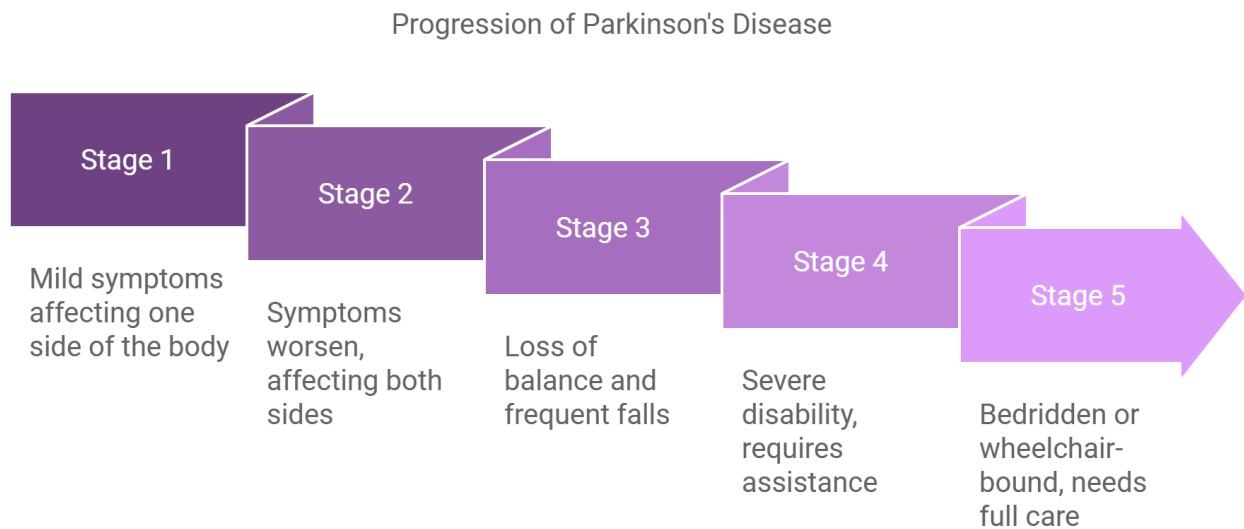 Progression of Parkinson's Disease
Stage 1
Mild symptoms
affecting one
side of the body
Stage 2
Symptoms
worsen,
affecting both
sides
Stage 3
Loss of
balance and
frequent falls
Stage 4
Severe
disability,
requires
assistance
Stage 5
Bedridden or
wheelchair-
bound, needs
full care